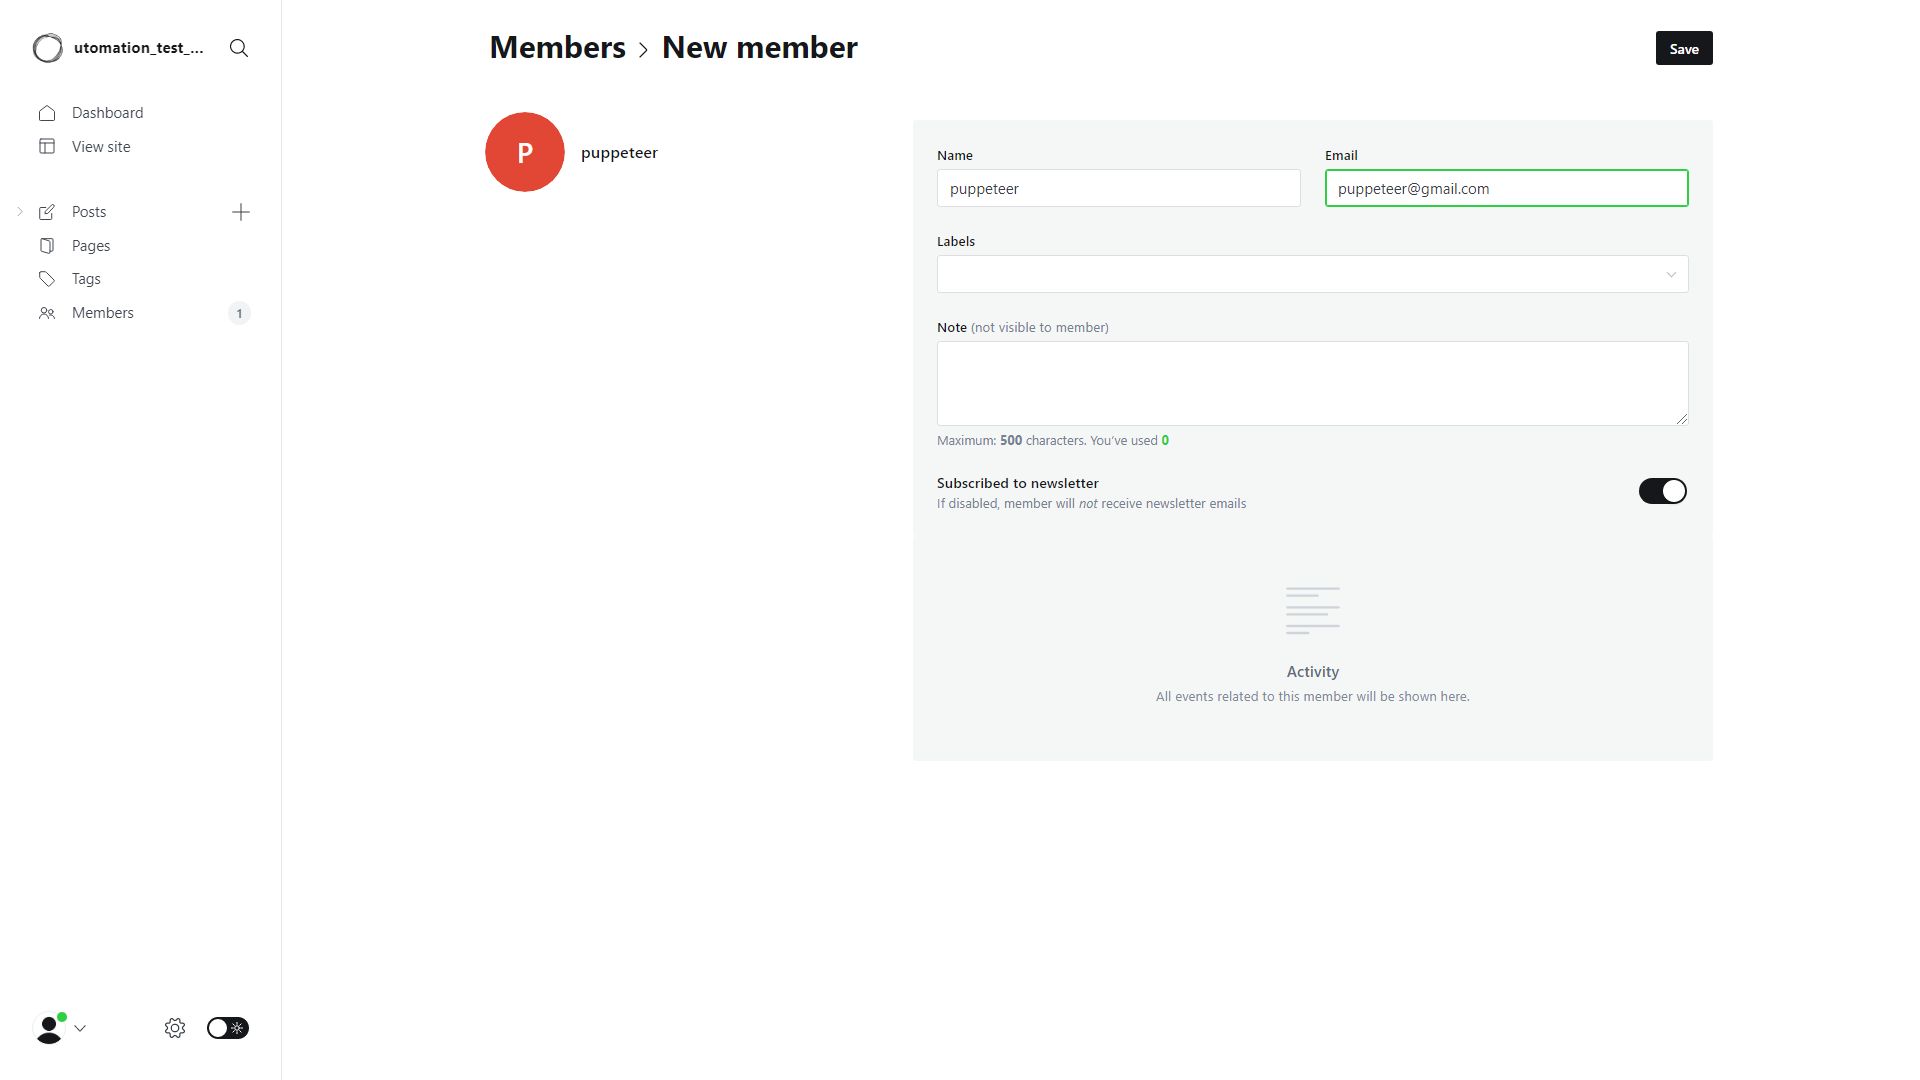 utomation_test_...
Dashboard
View site
Posts
Pages
Tags
Members 1
Members > New member
Save
P puppeteer
Name
puppeteer
Email
puppeteer@gmail.com
Labels
Note (not visible to member)
Maximum: 500 characters. You’ve used 0
Subscribed to newsletter
If disabled, member will not receive newsletter emails
Activity
All events related to this member will be shown here.